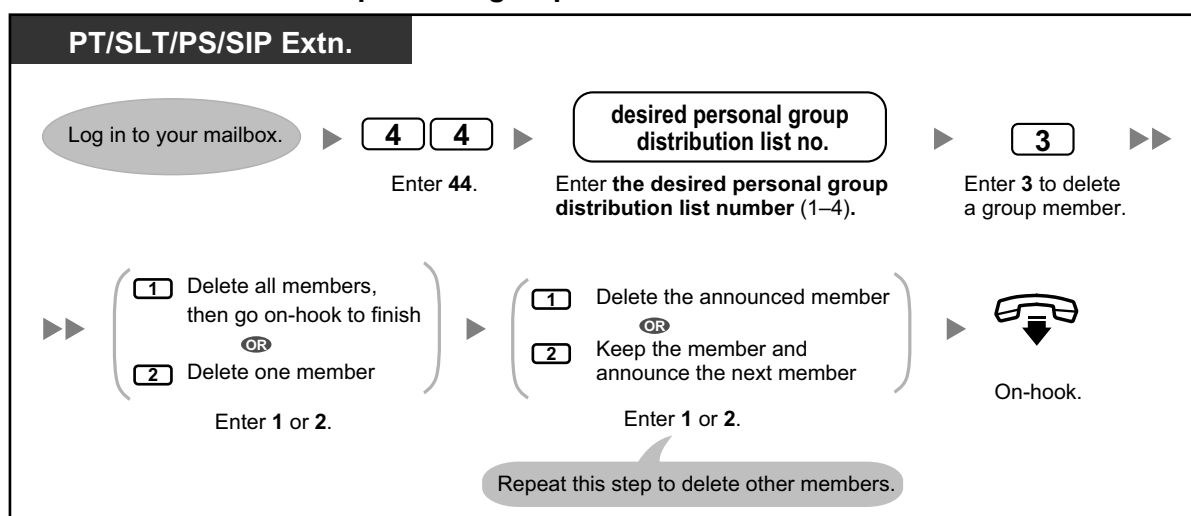 PT/SLT/PS/SIP Extn.
Log in to your mailbox.
4 4
Enter 44.
desired personal group
distribution list no.
Enter the desired personal group
distribution list number (1–4).
3
Enter 3 to delete
a group member.
1 Delete all members,
then go on-hook to finish
OR
2 Delete one member
Enter 1 or 2.
1 Delete the announced member
OR
2 Keep the member and
announce the next member
Enter 1 or 2.
Repeat this step to delete other members.
On-hook.